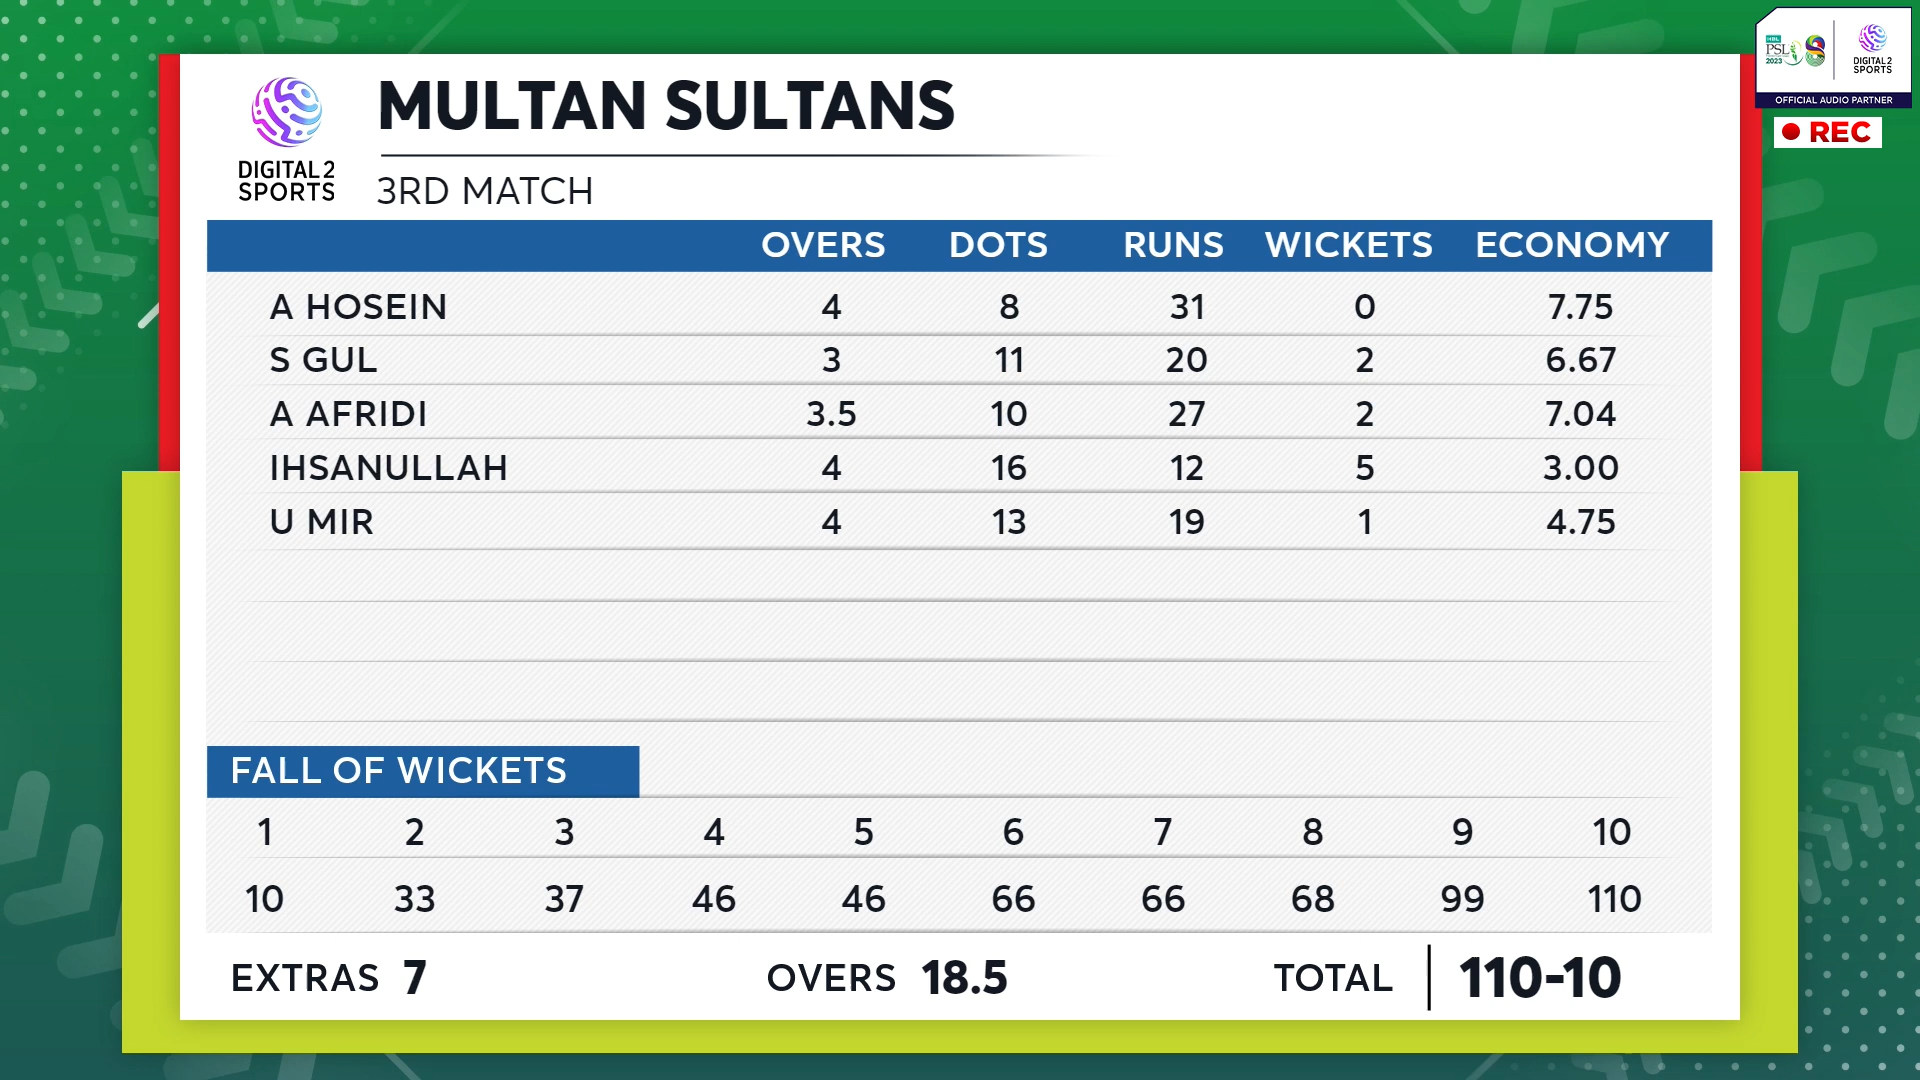 HBL
PSL
2023
8
DIGITAL 2
SPORTS
OFFICIAL AUDIO PARTNER
REC
DIGITAL 2
SPORTS
MULTAN SULTANS
3RD MATCH
OVERS DOTS RUNS WICKETS ECONOMY
A HOSEIN 4 8 31 0 7.75
S GUL 3 11 20 2 6.67
A AFRIDI 3.5 10 27 2 7.04
IHSANULLAH 4 16 12 5 3.00
U MIR 4 13 19 1 4.75
FALL OF WICKETS
1 2 3 4 5 6 7 8 9 10
10 33 37 46 46 66 66 68 99 110
EXTRAS 7 OVERS 18.5 TOTAL 110-10